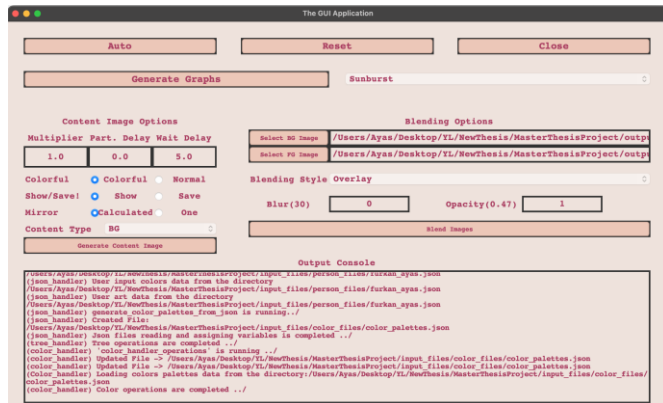 The GUI Application
Auto Reset Close
Generate Graphs Sunburst
Content Image Options Blending Options
Multiplier Part. Delay Wait Delay Select BG Image /Users/Ayas/Desktop/YL/NewThesis/MasterThesisProject/outpu
1.0 0.0 5.0 Select FG Image /Users/Ayas/Desktop/YL/NewThesis/MasterThesisProject/outpu
Colorful Colorful Normal Blending Style Overlay
Show/Save! Show Save
Mirror Calculated One Blur(30) 0 Opacity(0.47) 1
Content Type BG Blend Images
Generate Content Image
Output Console
/Users/Ayas/Desktop/YL/NewThesis/MasterThesisProject/input_files/person_files/furkan_ayas.json
(json_handler) User input colors data from the directory
/Users/Ayas/Desktop/YL/NewThesis/MasterThesisProject/input_files/person_files/furkan_ayas.json
(json_handler) User art data from the directory
/Users/Ayas/Desktop/YL/NewThesis/MasterThesisProject/input_files/person_files/furkan_ayas.json
(json_handler) generate_color_palettes_from_json is running../
(json_handler) Created File:
/Users/Ayas/Desktop/YL/NewThesis/MasterThesisProject/input_files/color_files/color_palettes.json
(json_handler) Json files reading and assigning variables is completed ../
(tree_handler) Tree operations are completed ../
(color_handler) 'color_handler_operations' is running ../
(color_handler) Updated File -> /Users/Ayas/Desktop/YL/NewThesis/MasterThesisProject/input_files/color_files/color_palettes.json
(color_handler) Updated File -> /Users/Ayas/Desktop/YL/NewThesis/MasterThesisProject/input_files/color_files/color_palettes.json
(color_handler) Loading colors palettes data from the directory:/Users/Ayas/Desktop/YL/NewThesis/MasterThesisProject/input_files/color_files/
color_palettes.json
(color_handler) Color operations are completed ../